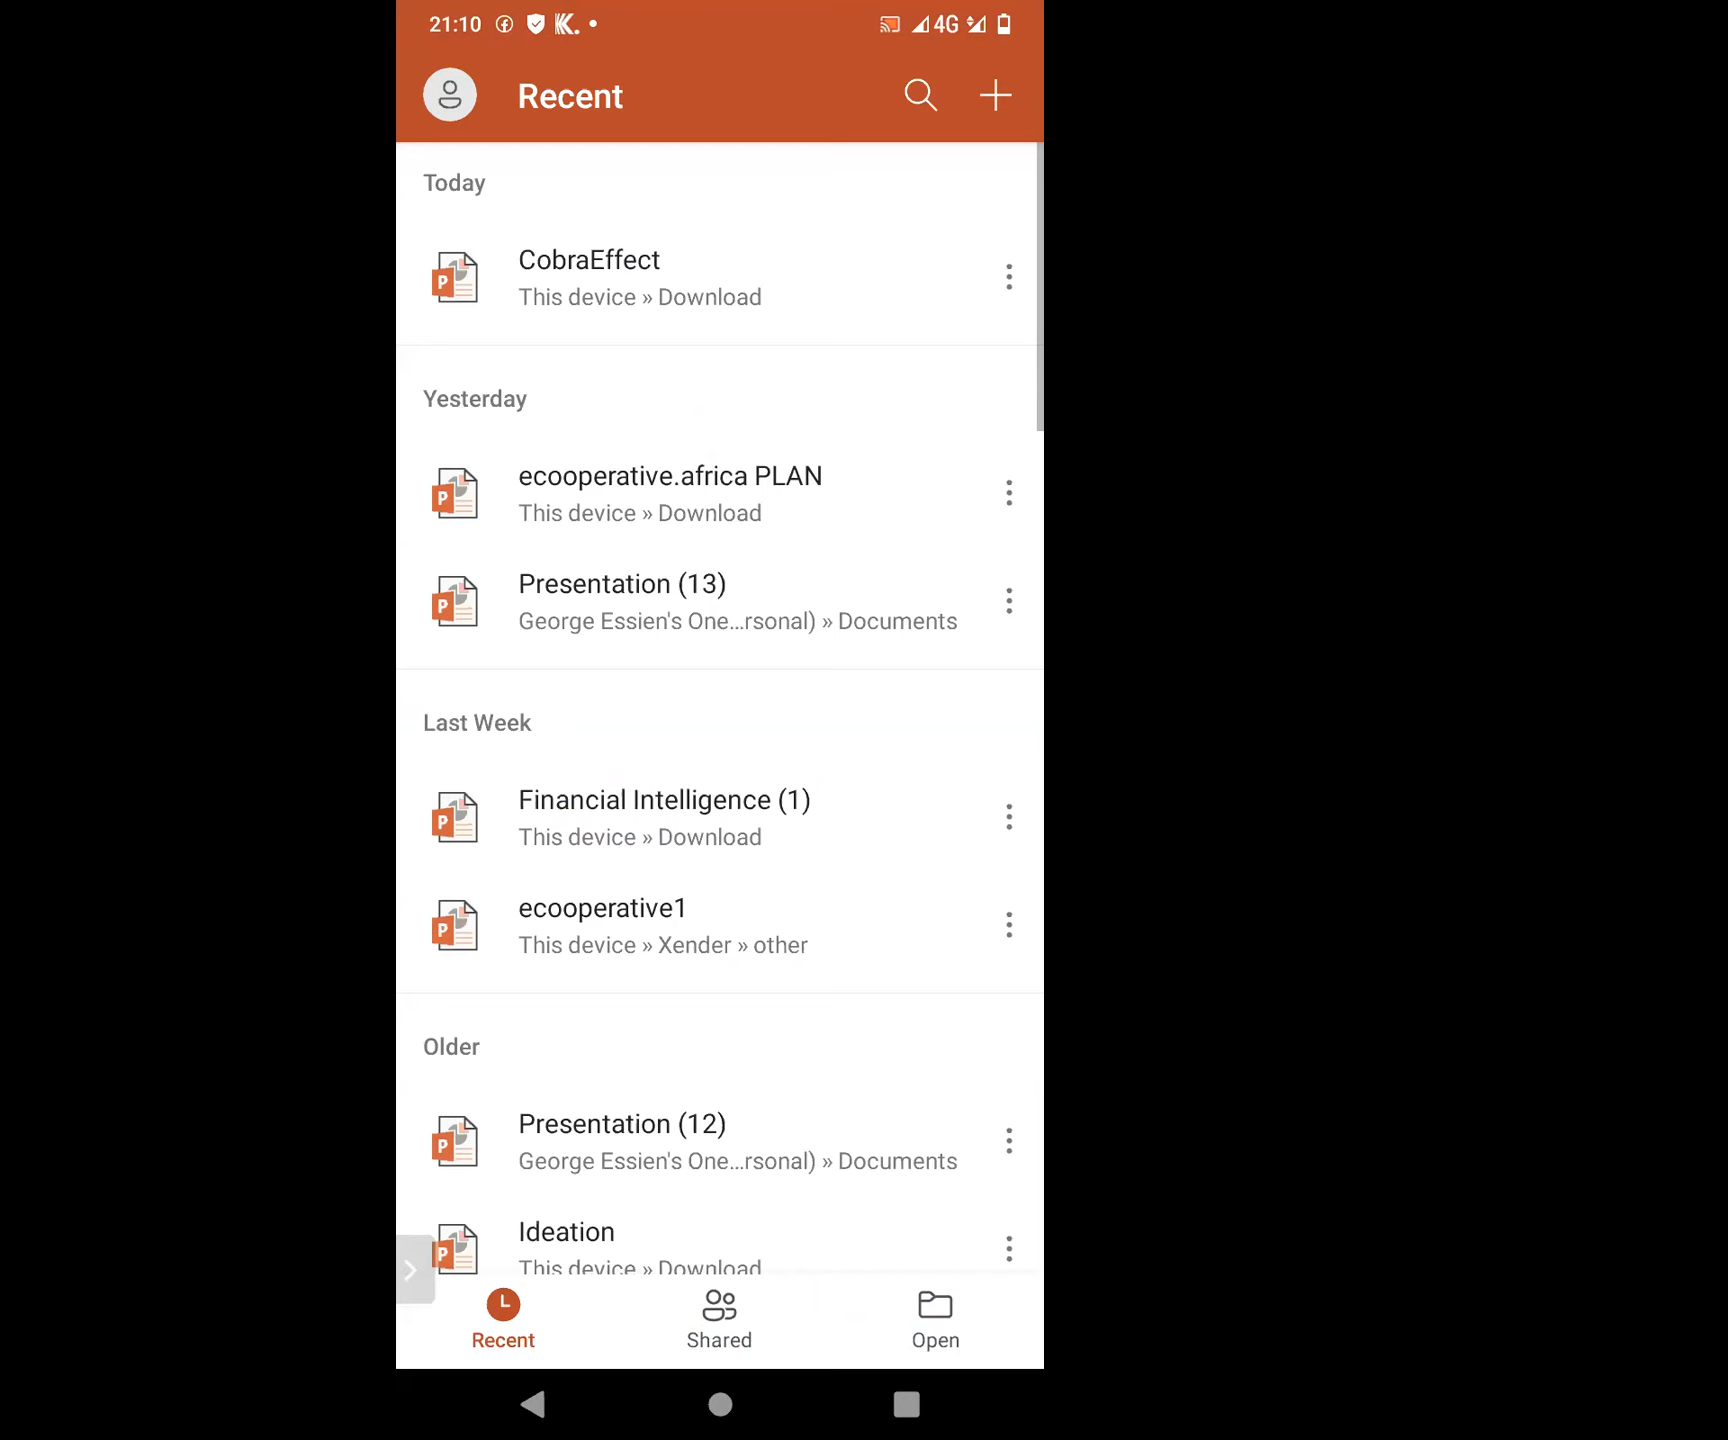 21:10
4G
Recent
Today
CobraEffect
This device » Download
Yesterday
ecooperative.africa PLAN
This device » Download
Presentation (13)
George Essien's One...rsonal) » Documents
Last Week
Financial Intelligence (1)
This device » Download
ecooperative1
This device » Xender » other
Older
Presentation (12)
George Essien's One...rsonal) » Documents
Ideation
This device » Download
Recent
Shared
Open